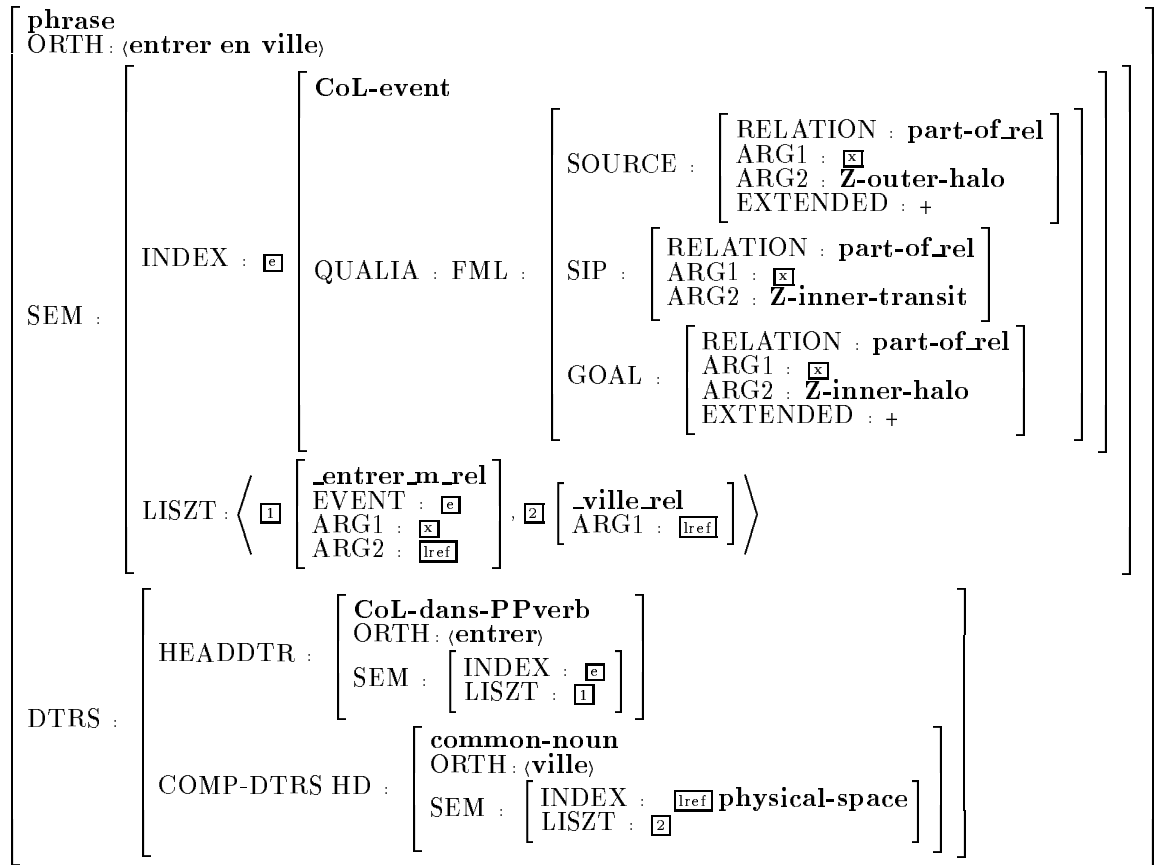 phrase
ORTH : ⟨entrer en ville⟩
CoL-event
RELATION : part-of_rel
ARG1 : x
SOURCE :
ARG2 : Z-outer-halo
EXTENDED : +
RELATION : part-of_rel
INDEX : e
QUALIA : FML :
SIP :
ARG1 : x
ARG2 : Z-inner-transit
SEM :
RELATION : part-of_rel
ARG1 : x
GOAL :
ARG2 : Z-inner-halo
EXTENDED : +
_entrer_m_rel
EVENT : e
_ville_rel
LISZT : ⟨ 1
, 2
⟩
ARG1 : x
ARG1 : lref
ARG2 : lref
CoL-dans-PPverb
ORTH : ⟨entrer⟩
HEADDTR :
SEM :
INDEX : e
LISZT : 1
DTRS :
common-noun
ORTH : ⟨ville⟩
COMP-DTRS HD :
SEM :
INDEX : lref physical-space
LISZT : 2